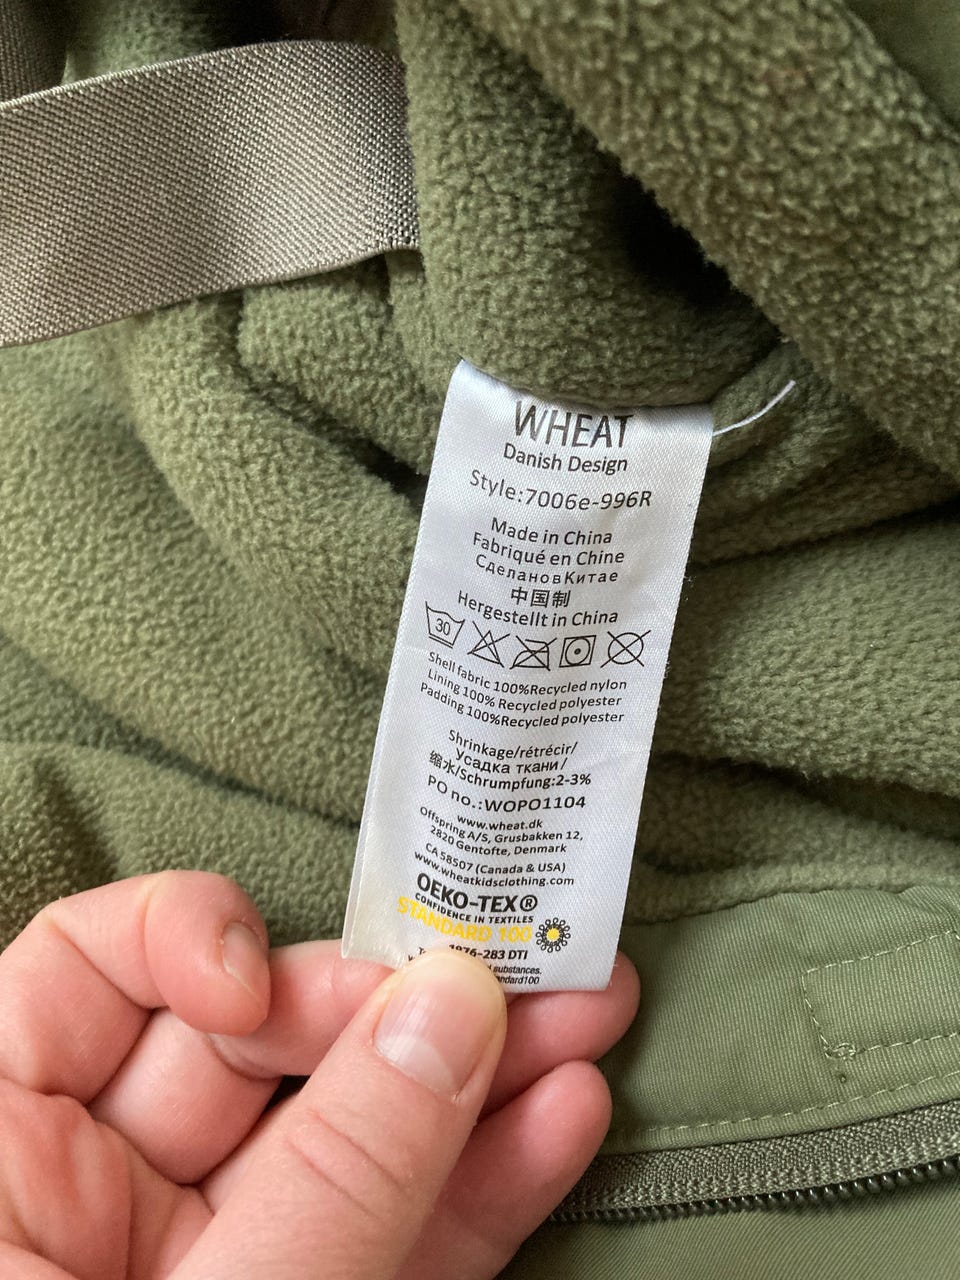 WHEAT
Danish Design
Style:7006e-996R
Made in China
Fabriqué en Chine
СделановКитае
中国制
Hergestellt in China
30
Shell fabric 100%Recycled nylon
Lining 100% Recycled polyester
Padding 100%Recycled polyester
Shrinkage/rétrécir/
Усадка ткани/
缩水/Schrumpfung:2-3%
PO no.:WOPO1104
www.wheat.dk
Offspring A/S, Grusbakken 12,
2820 Gentofte, Denmark
CA 58507 (Canada & USA)
www.wheatkidsclothing.com
OEKO-TEX®
CONFIDENCE IN TEXTILES
STANDARD 100
1976-283 DTI
substances.